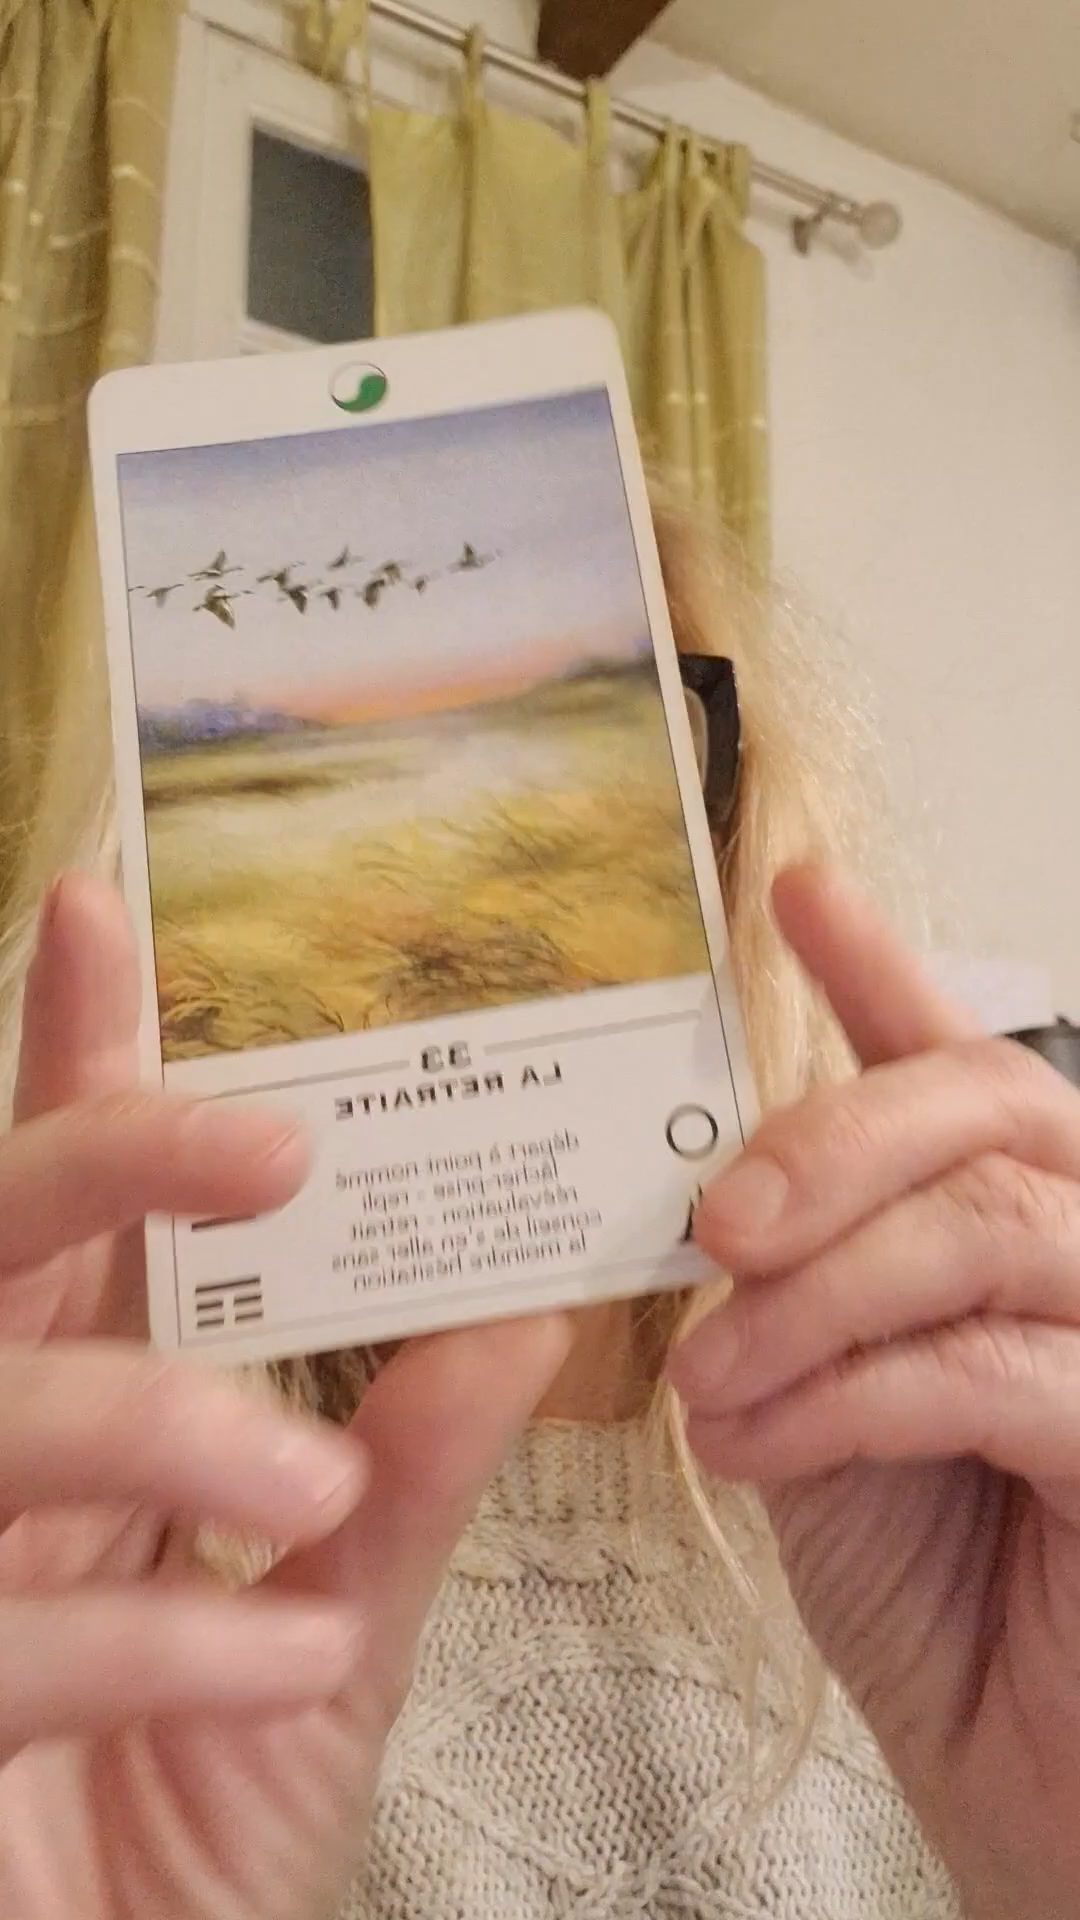 33
LA RETRAITE
départ à point nommé
lâcher-prise - repli
réévaluation - retrait
conseil de s'en aller sans
la moindre hésitation